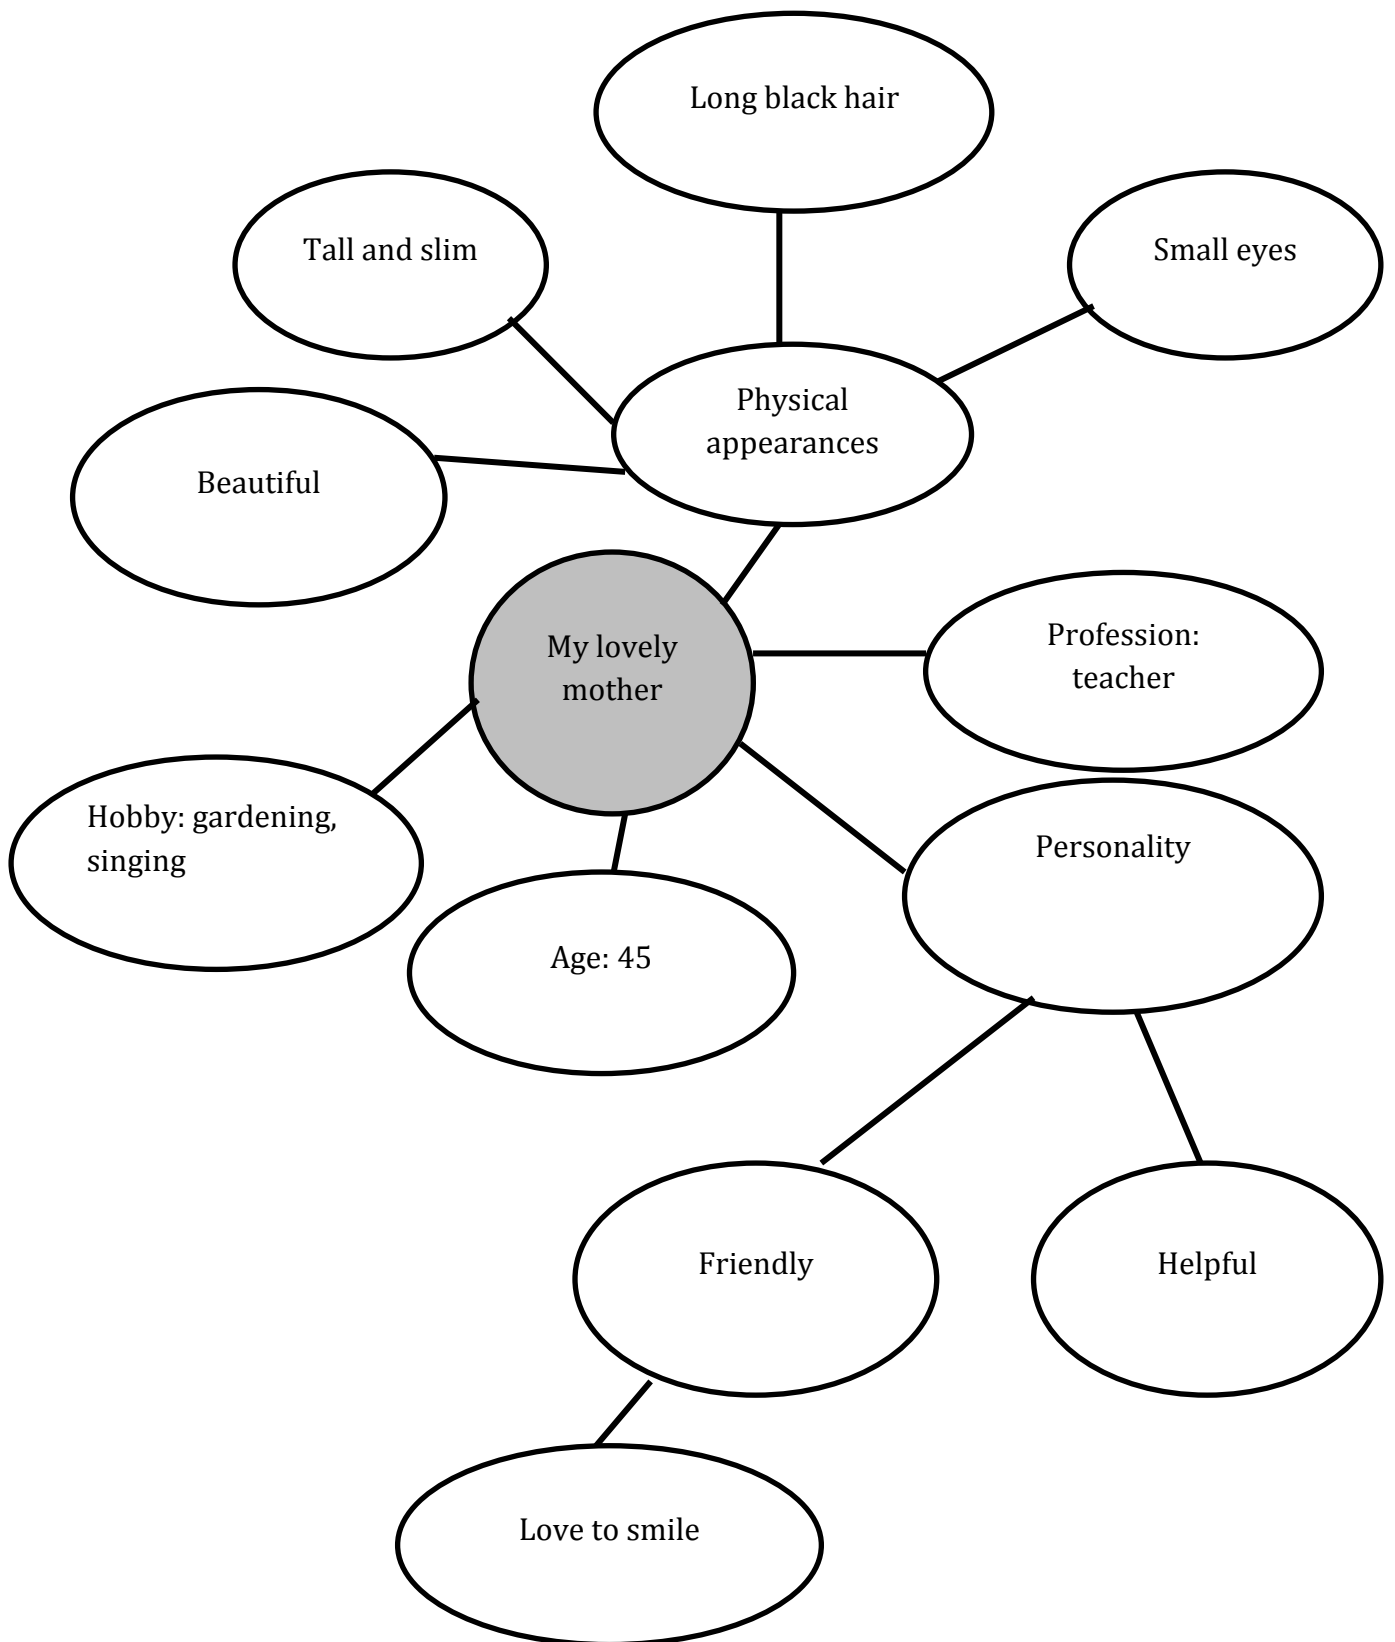 Long black hair
Tall and slim
Small eyes
Physical
appearances
Beautiful
My lovely
mother
Profession:
teacher
Hobby: gardening,
singing
Personality
Age: 45
Friendly
Helpful
Love to smile